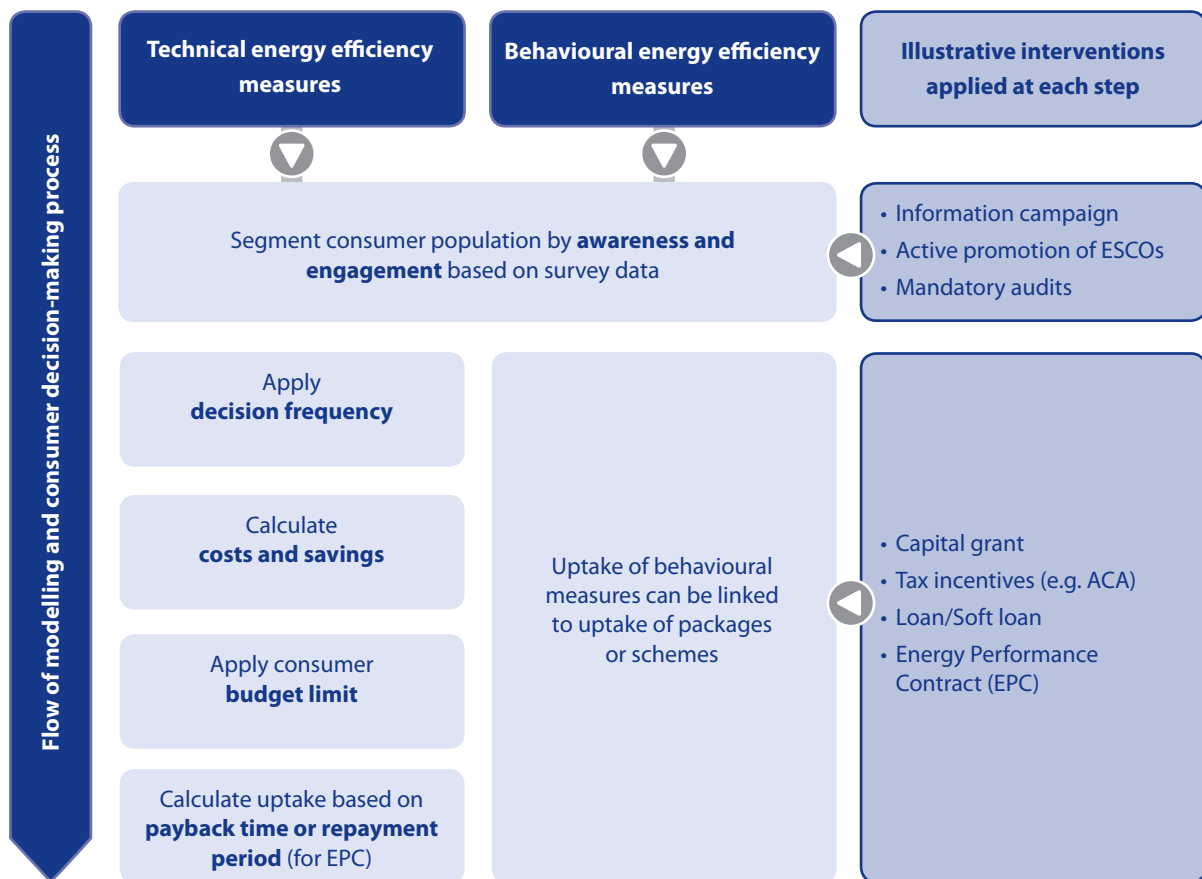 Flow of modelling and consumer decision-making process
Technical energy efficiency
measures
Behavioural energy efficiency
measures
Illustrative interventions
applied at each step
Segment consumer population by awareness and
engagement based on survey data
• Information campaign
• Active promotion of ESCOs
• Mandatory audits
Apply
decision frequency
Calculate
costs and savings
Apply consumer
budget limit
Calculate uptake based on
payback time or repayment
period (for EPC)
Uptake of behavioural
measures can be linked
to uptake of packages
or schemes
• Capital grant
• Tax incentives (e.g. ACA)
• Loan/Soft loan
• Energy Performance
Contract (EPC)